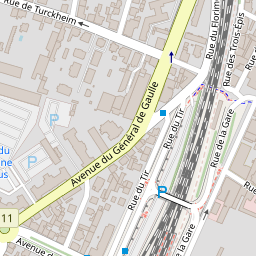 Rue de Turckheim
Rue du Florim
Rue des Trois-Épis
Avenue du Général de Gaulle
Rue du Tir
Rue de la Gare
P
du
ne
us
P
Rue du Tir
P
Rue de la Gare
11
Avenue d